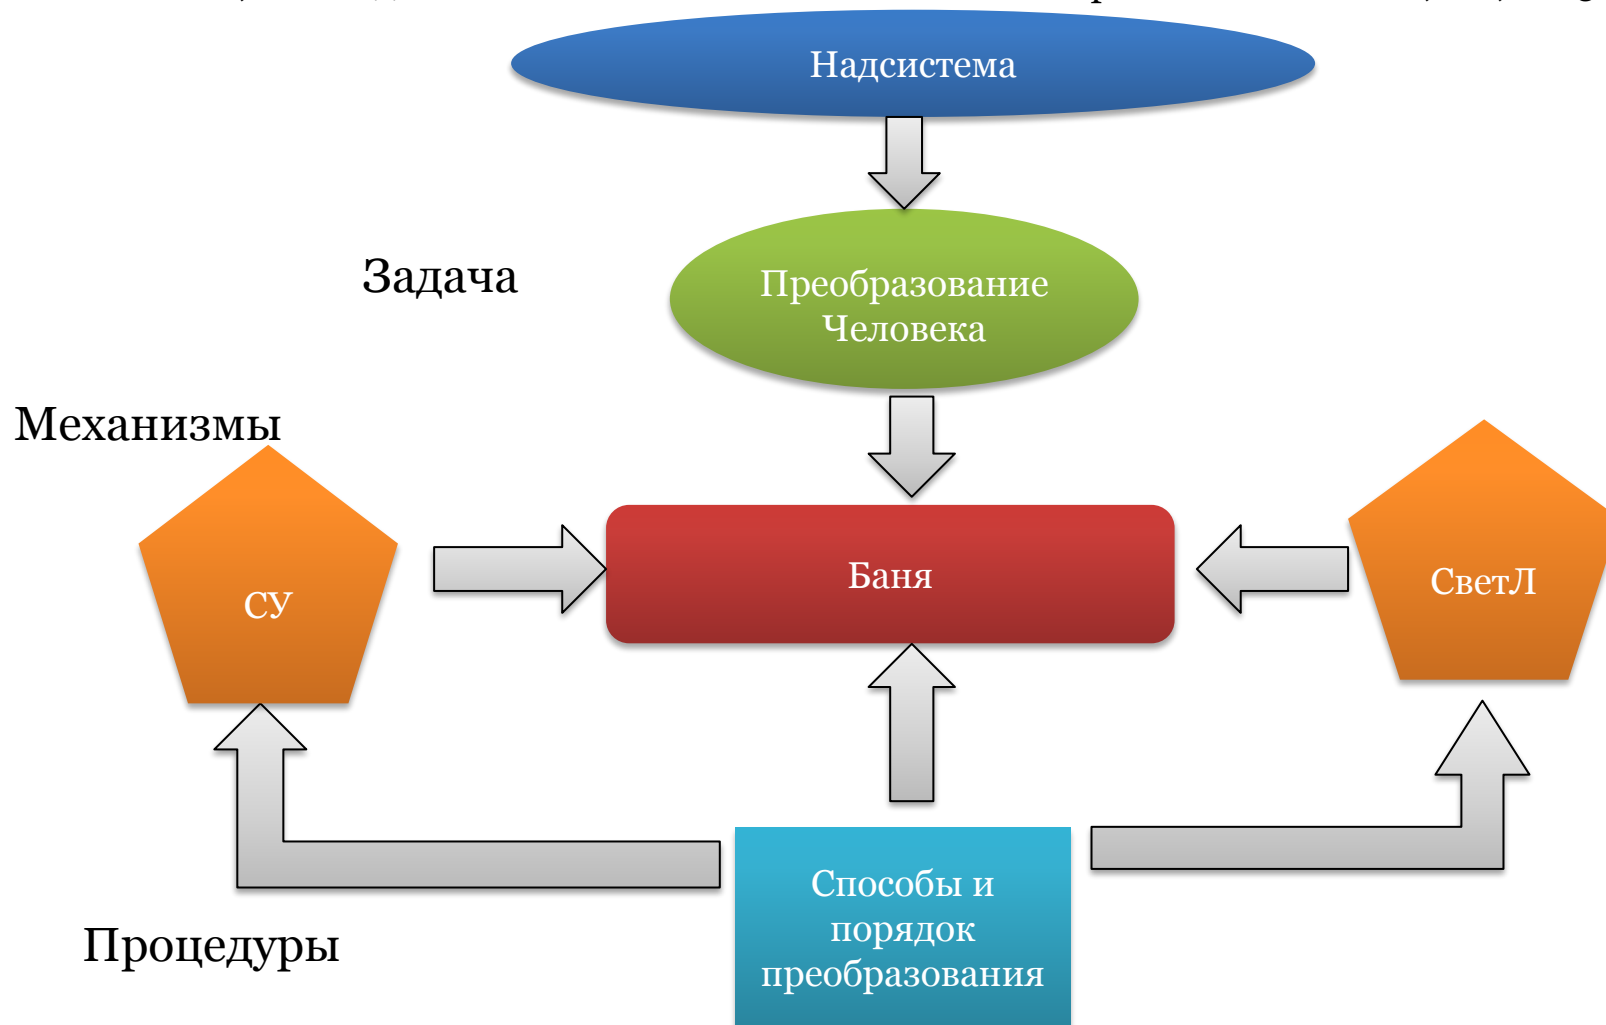 Надсистема
Задача
Преобразование
Человека
Механизмы
СУ
Баня
СветЛ
Процедуры
Способы и
порядок
преобразования